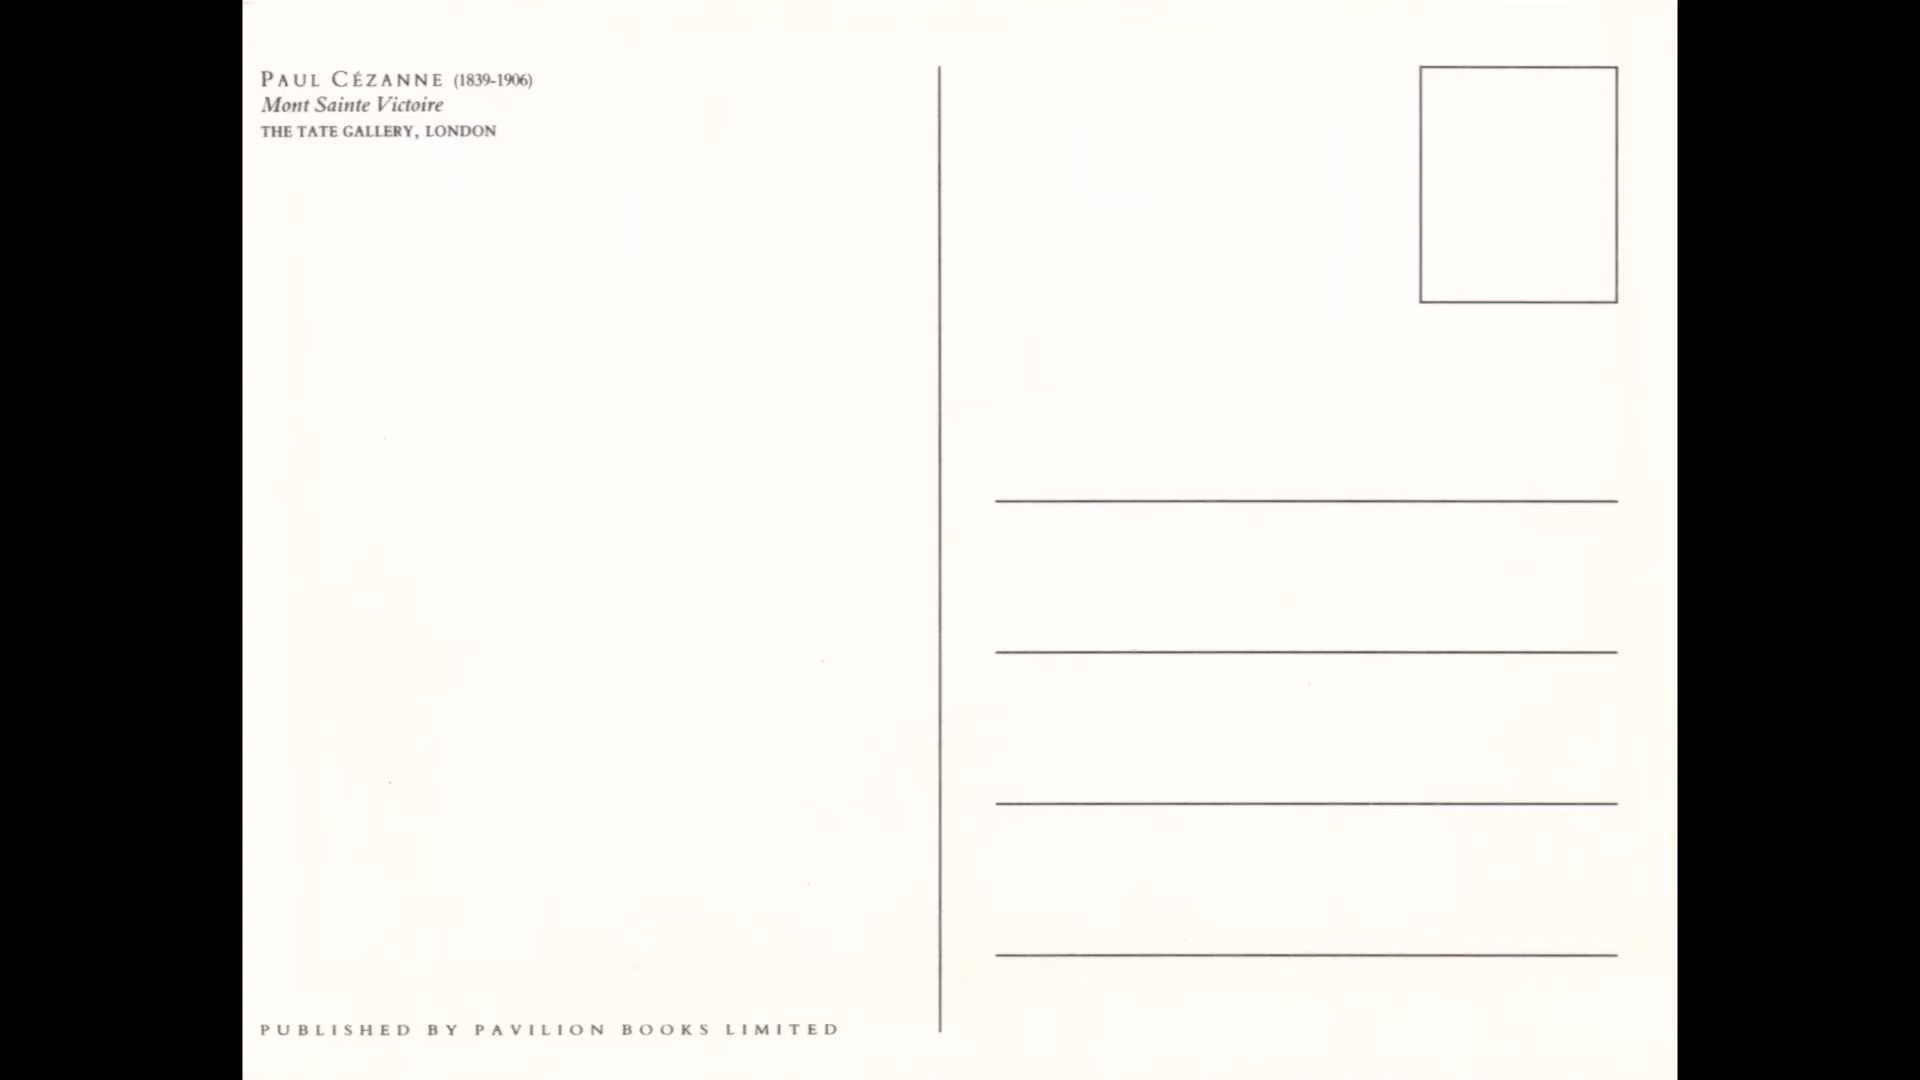 PAUL CÉZANNE (1839-1906)
Mont Sainte Victoire
THE TATE GALLERY, LONDON
PUBLISHED BY PAVILION BOOKS LIMITED